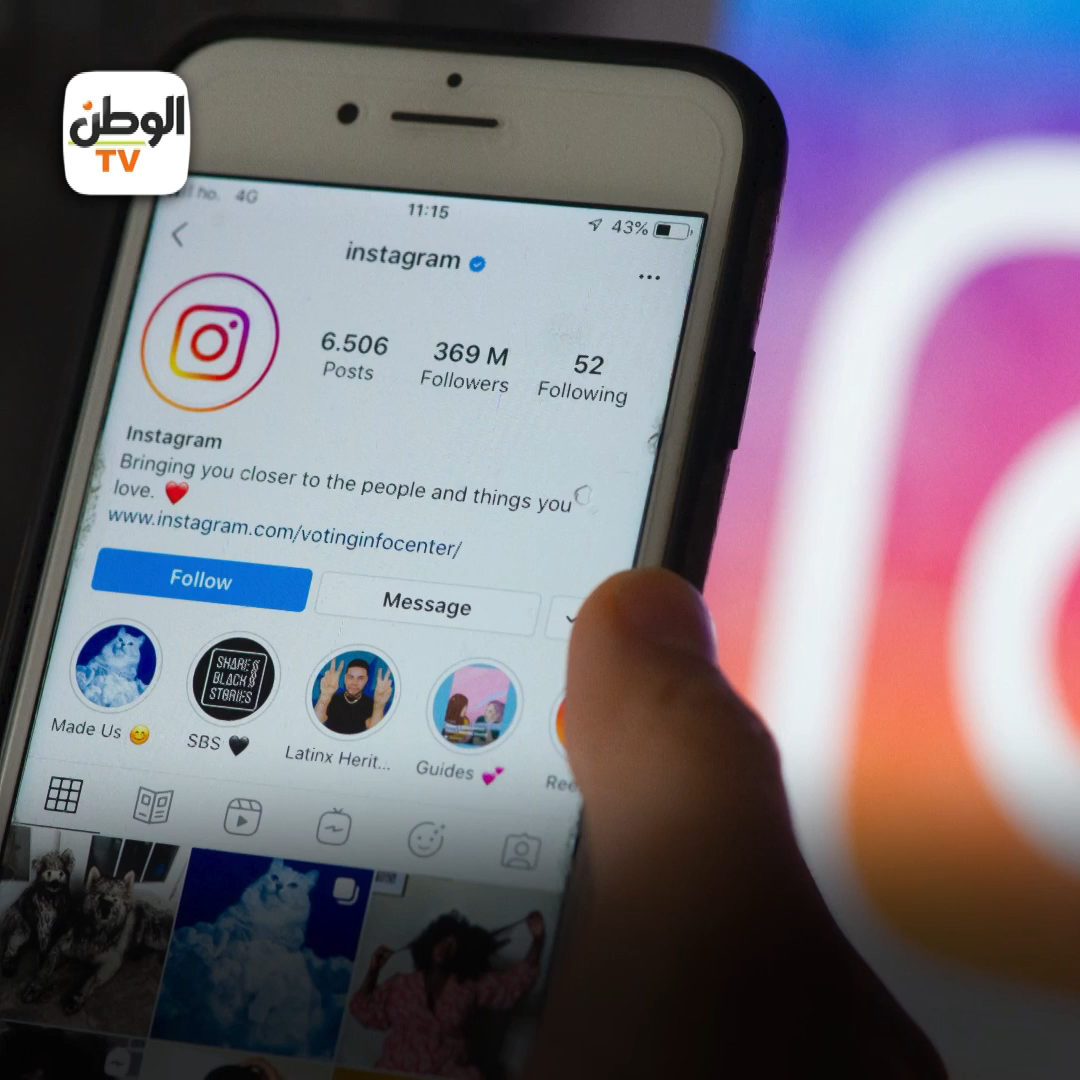 الوطن
TV
4G
11:15
43%
instagram
6.506
Posts
369 M
Followers
52
Following
Instagram
Bringing you closer to the people and things you
love. ❤️
www.instagram.com/votinginfocenter/
Follow
Message
SHARE
BLACK
STORIES
Made Us 😊
SBS 🖤
Latinx Herit...
Guides 💕